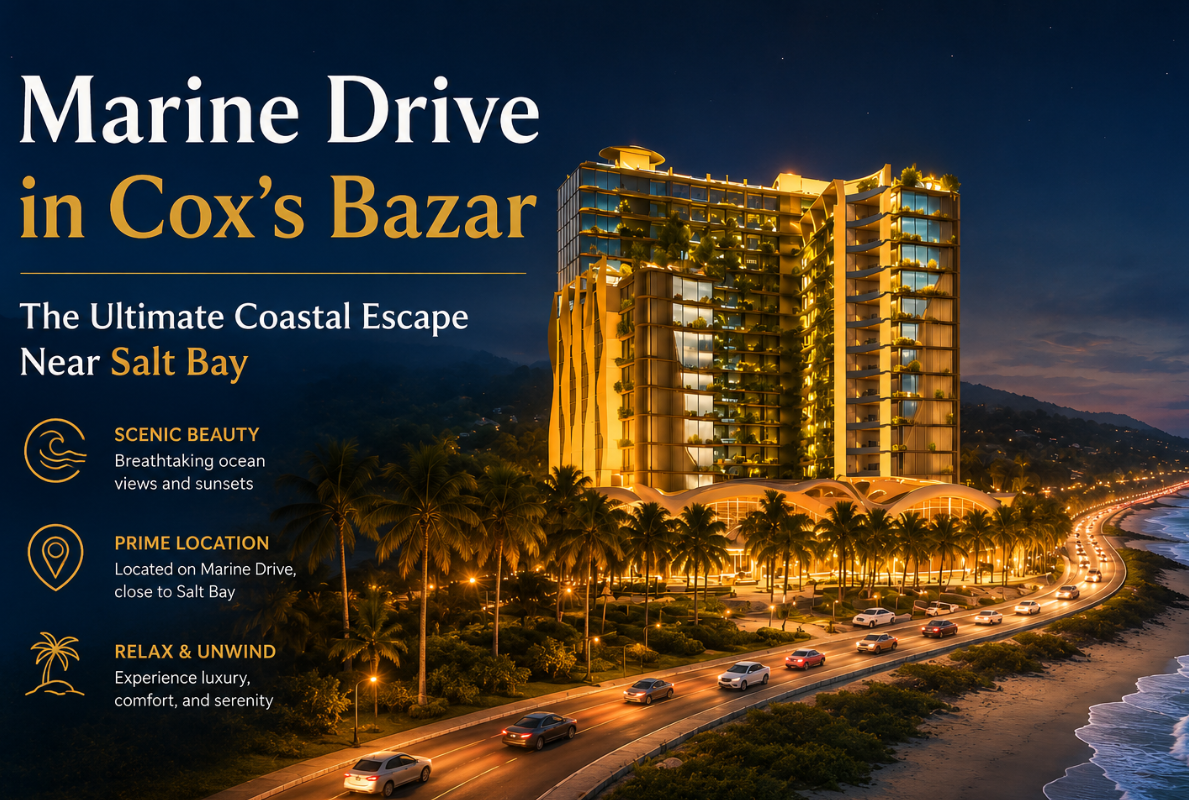 Marine Drive
in Cox’s Bazar
The Ultimate Coastal Escape
Near Salt Bay
SCENIC BEAUTY
Breathtaking ocean
views and sunsets
PRIME LOCATION
Located on Marine Drive,
close to Salt Bay
RELAX & UNWIND
Experience luxury,
comfort, and serenity